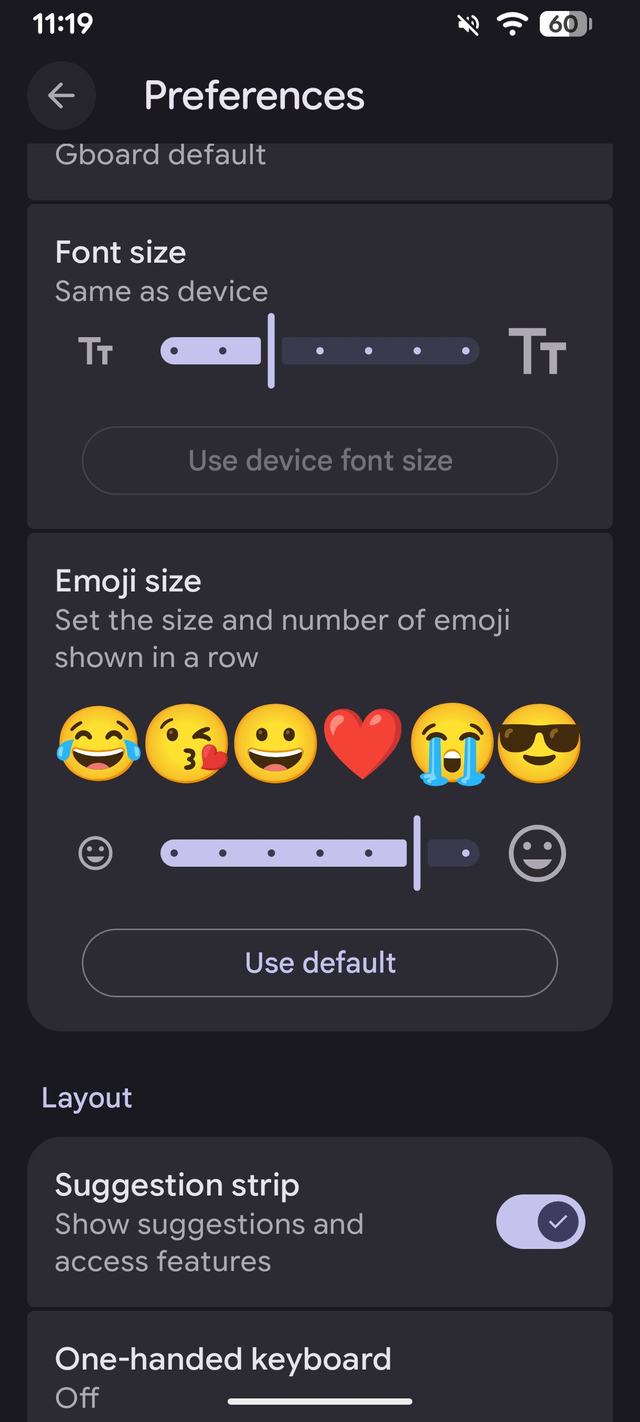 11:19
60
Preferences
Gboard default
Font size
Same as device
Use device font size
Emoji size
Set the size and number of emoji
shown in a row
Use default
Layout
Suggestion strip
Show suggestions and
access features
One-handed keyboard
Off